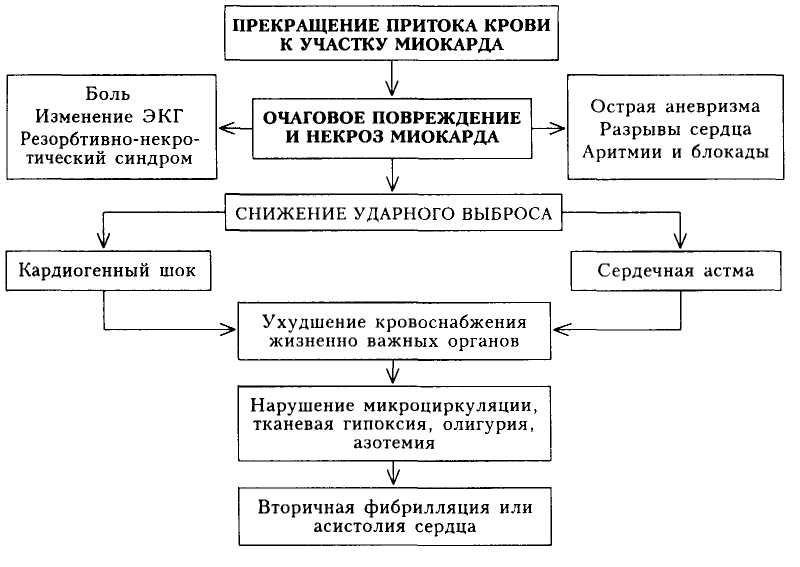 ПРЕКРАЩЕНИЕ ПРИТОКА КРОВИ
К УЧАСТКУ МИОКАРДА
Боль
Изменение ЭКГ
Резорбтивно-некро-
тический синдром
ОЧАГОВОЕ ПОВРЕЖДЕНИЕ
И НЕКРОЗ МИОКАРДА
Острая аневризма
Разрывы сердца
Аритмии и блокады
СНИЖЕНИЕ УДАРНОГО ВЫБРОСА
Кардиогенный шок
Сердечная астма
Ухудшение кровоснабжения
жизненно важных органов
Нарушение микроциркуляции,
тканевая гипоксия, олигурия,
азотемия
Вторичная фибрилляция или
асистолия сердца